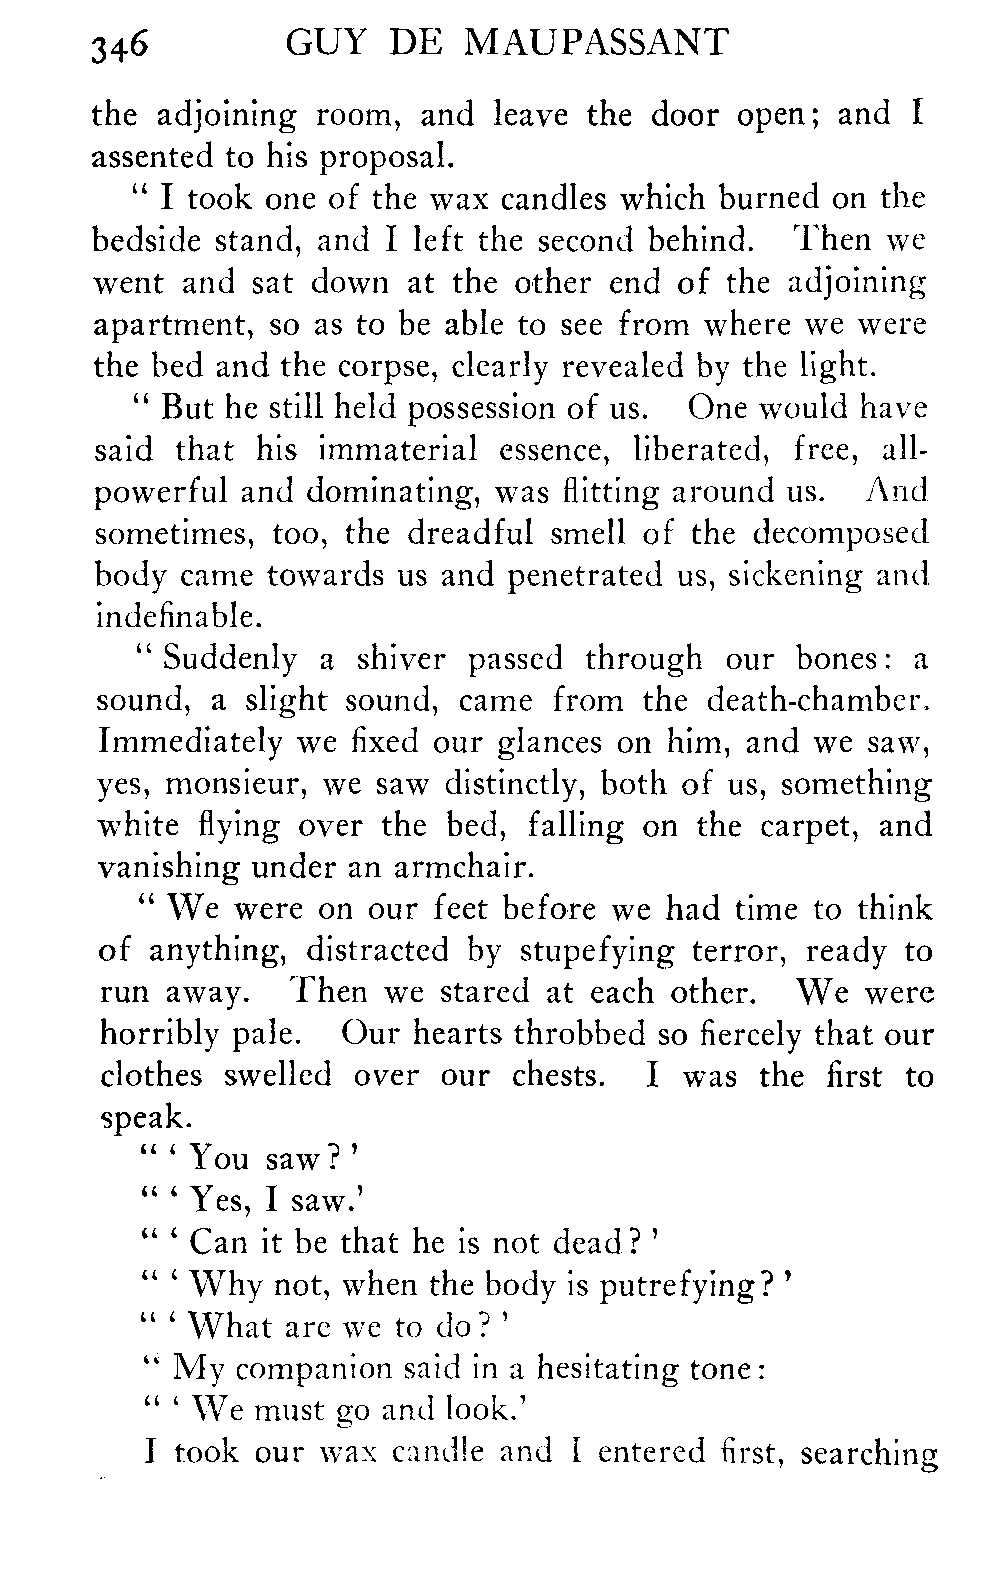 346 GUY DE MAUPASSANT
the adjoining room, and leave the door open; and I
assented to his proposal.
“ I took one of the wax candles which burned on the
bedside stand, and I left the second behind. Then we
went and sat down at the other end of the adjoining
apartment, so as to be able to see from where we were
the bed and the corpse, clearly revealed by the light.
“ But he still held possession of us. One would have
said that his immaterial essence, liberated, free, all-
powerful and dominating, was flitting around us. And
sometimes, too, the dreadful smell of the decomposed
body came towards us and penetrated us, sickening and
indefinable.
“ Suddenly a shiver passed through our bones: a
sound, a slight sound, came from the death-chamber.
Immediately we fixed our glances on him, and we saw,
yes, monsieur, we saw distinctly, both of us, something
white flying over the bed, falling on the carpet, and
vanishing under an armchair.
“ We were on our feet before we had time to think
of anything, distracted by stupefying terror, ready to
run away. Then we stared at each other. We were
horribly pale. Our hearts throbbed so fiercely that our
clothes swelled over our chests. I was the first to
speak.
“ ‘ You saw? ’
“ ‘ Yes, I saw.’
“ ‘ Can it be that he is not dead? ’
“ ‘ Why not, when the body is putrefying? ’
“ ‘ What are we to do? ’
“ My companion said in a hesitating tone:
“ ‘ We must go and look.’
I took our wax candle and I entered first, searching